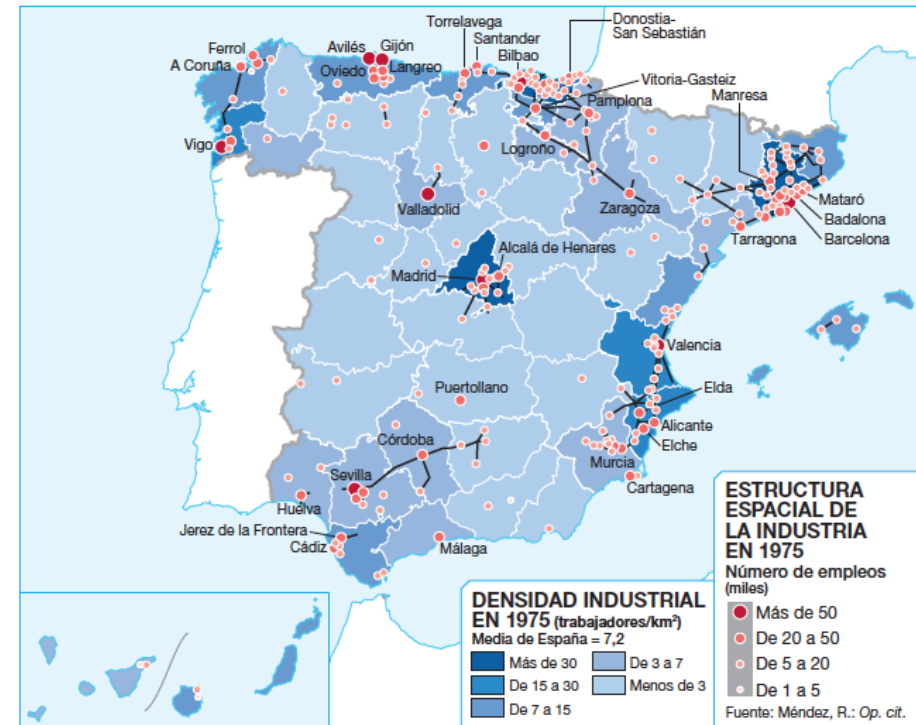 Torrelavega
Santander
Bilbao
Donostia-
San Sebastián
Ferrol
A Coruña
Avilés
Gijón
Oviedo
Langreo
Vitoria-Gasteiz
Manresa
Pamplona
Vigo
Logroño
Valladolid
Zaragoza
Mataró
Badalona
Barcelona
Tarragona
Alcalá de Henares
Madrid
Valencia
Puertollano
Elda
Córdoba
Alicante
Elche
Sevilla
Murcia
Huelva
Cartagena
Jerez de la Frontera
Cádiz
Málaga
DENSIDAD INDUSTRIAL
EN 1975 (trabajadores/km²)
Media de España = 7,2
Más de 30
De 15 a 30
De 7 a 15
De 3 a 7
Menos de 3
ESTRUCTURA
ESPACIAL DE
LA INDUSTRIA
EN 1975
Número de empleos
(miles)
Más de 50
De 20 a 50
De 5 a 20
De 1 a 5
Fuente: Méndez, R.: Op. cit.